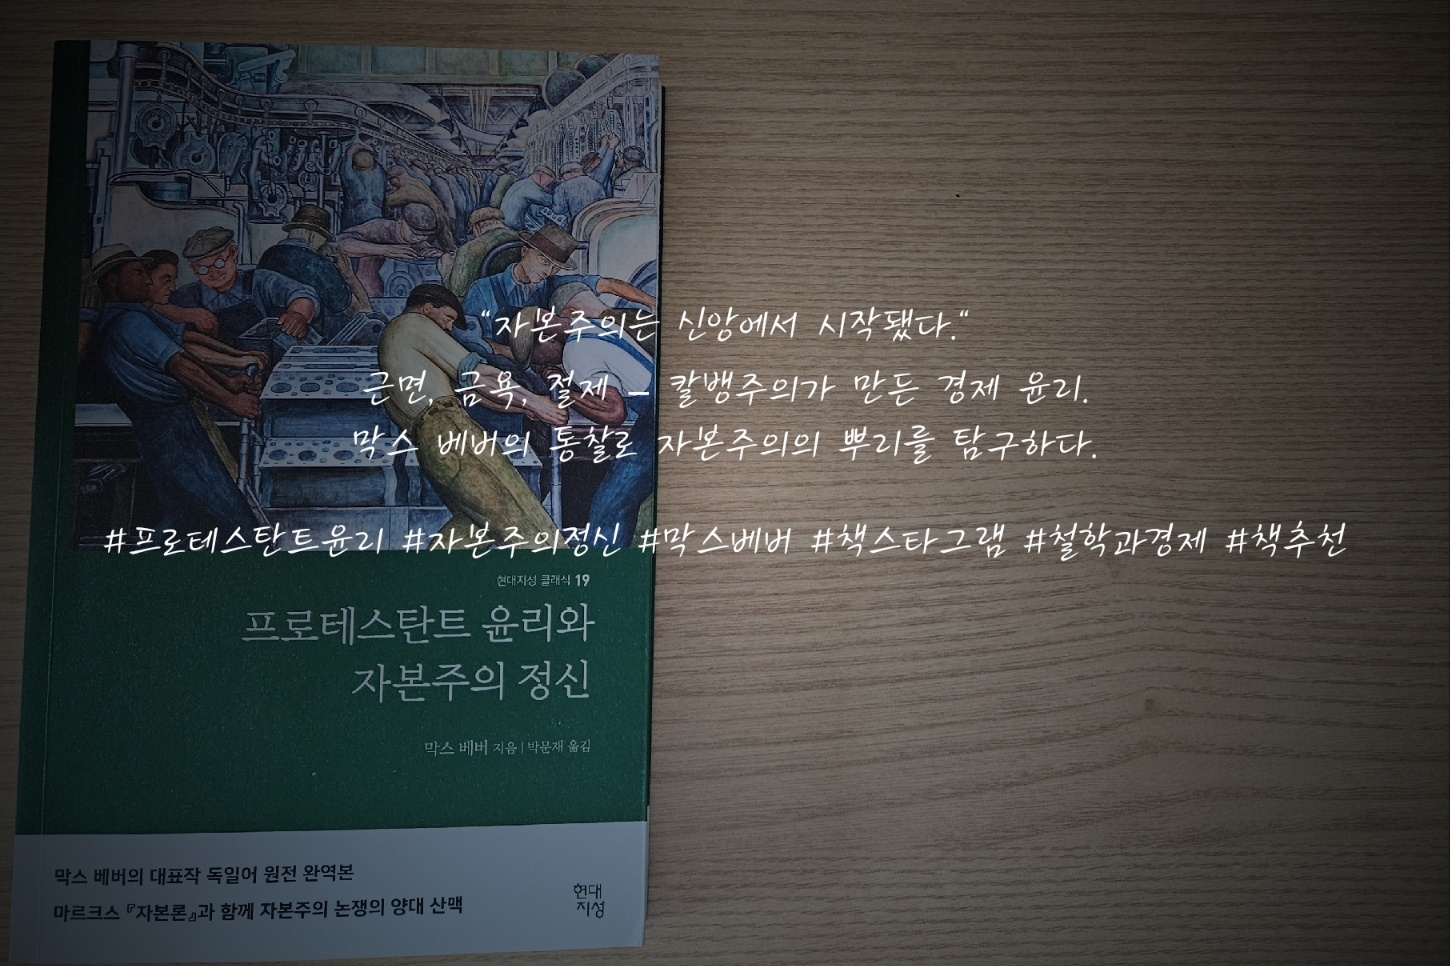 “자본주의는 신앙에서 시작됐다.“
근면, 금욕, 절제 – 칼뱅주의가 만든 경제 윤리.
막스 베버의 통찰로 자본주의의 뿌리를 탐구하다.
#프로테스탄트윤리 #자본주의정신 #막스베버 #책스타그램 #철학과경제 #책추천
현대지성 클래식 19
프로테스탄트 윤리와
자본주의 정신
막스 베버 지음 | 박문재 옮김
막스 베버의 대표작 독일어 원전 완역본
마르크스 『자본론』과 함께 자본주의 논쟁의 양대 산맥
현대
지성